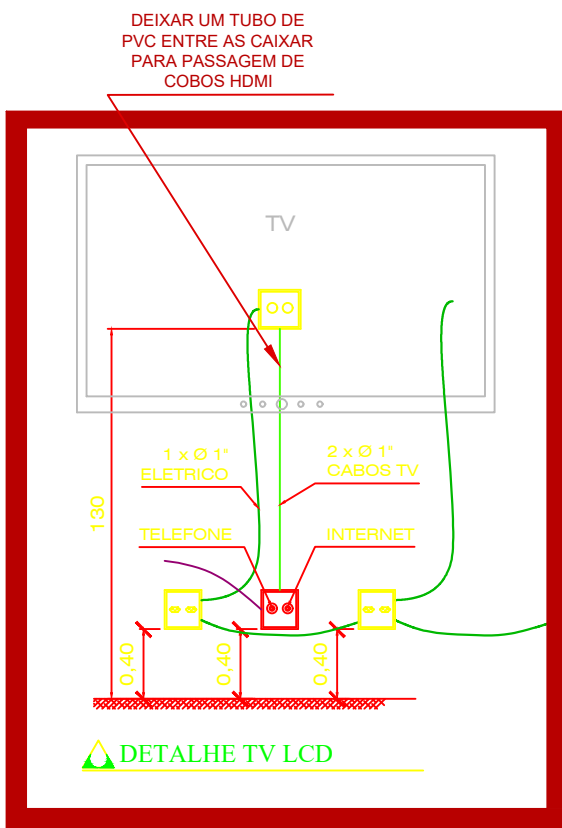 DEIXAR UM TUBO DE
PVC ENTRE AS CAIXAR
PARA PASSAGEM DE
COBOS HDMI
TV
1 x Ø 1"
ELETRICO
2 x Ø 1"
CABOS TV
130
TELEFONE
INTERNET
0,40
0,40
0,40
DETALHE TV LCD